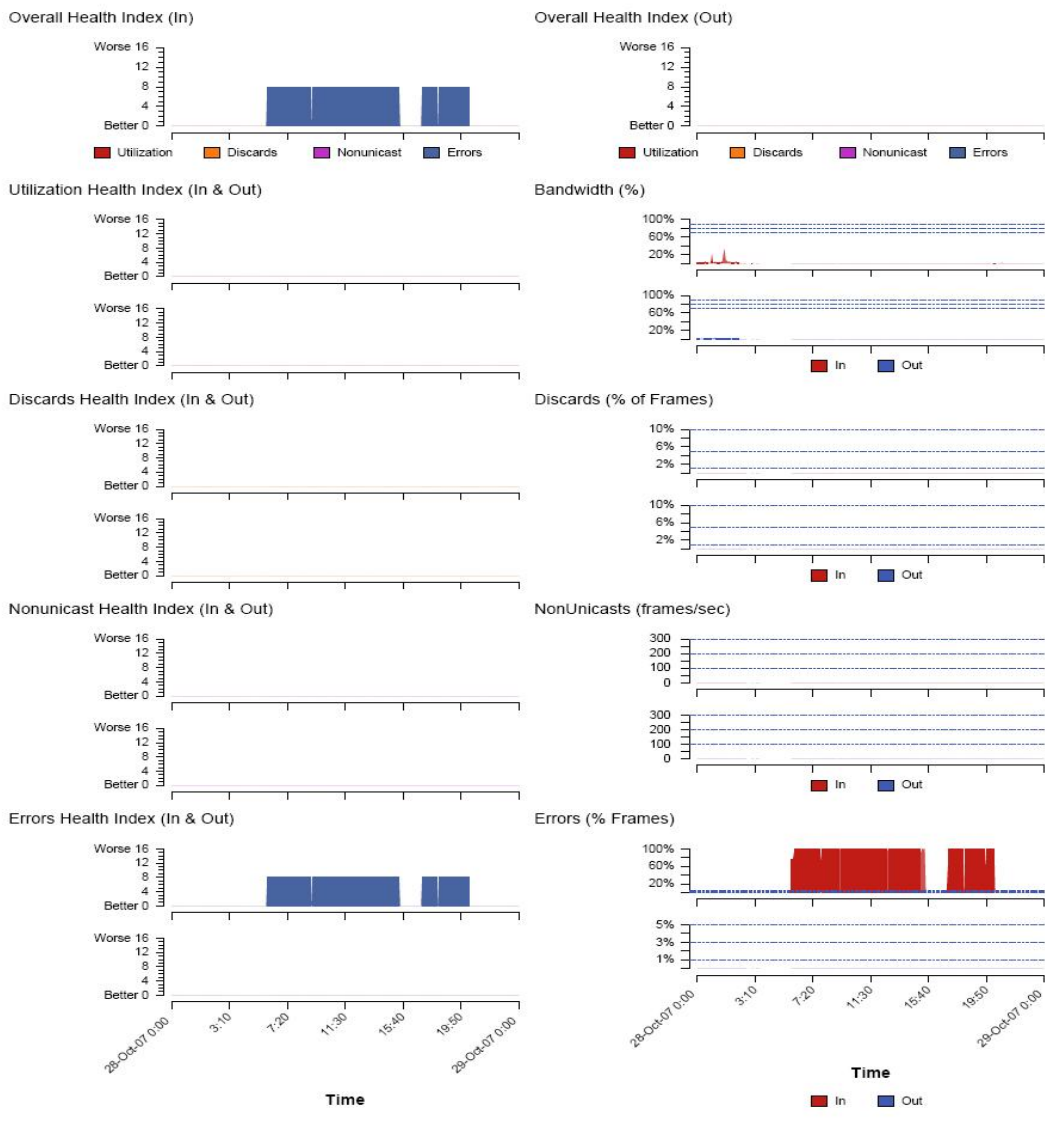 Overall Health Index (In)
Worse 16
12
8
4
Better 0
Utilization Discards Nonunicast Errors
Overall Health Index (Out)
Worse 16
12
8
4
Better 0
Utilization Discards Nonunicast Errors
Utilization Health Index (In & Out)
Worse 16
12
8
4
Better 0
Worse 16
12
8
4
Better 0
Bandwidth (%)
100%
60%
20%
100%
60%
20%
In Out
Discards Health Index (In & Out)
Worse 16
12
8
4
Better 0
Worse 16
12
8
4
Better 0
Discards (% of Frames)
10%
6%
2%
10%
6%
2%
In Out
Nonunicast Health Index (In & Out)
Worse 16
12
8
4
Better 0
Worse 16
12
8
4
Better 0
NonUnicasts (frames/sec)
300
200
100
0
300
200
100
0
In Out
Errors Health Index (In & Out)
Worse 16
12
8
4
Better 0
Worse 16
12
8
4
Better 0
28-Oct-07 0:00 3:10 7:20 11:30 15:40 19:50 29-Oct-07 0:00
Time
Errors (% Frames)
100%
60%
20%
5%
3%
1%
28-Oct-07 0:00 3:10 7:20 11:30 15:40 19:50 29-Oct-07 0:00
Time
In Out